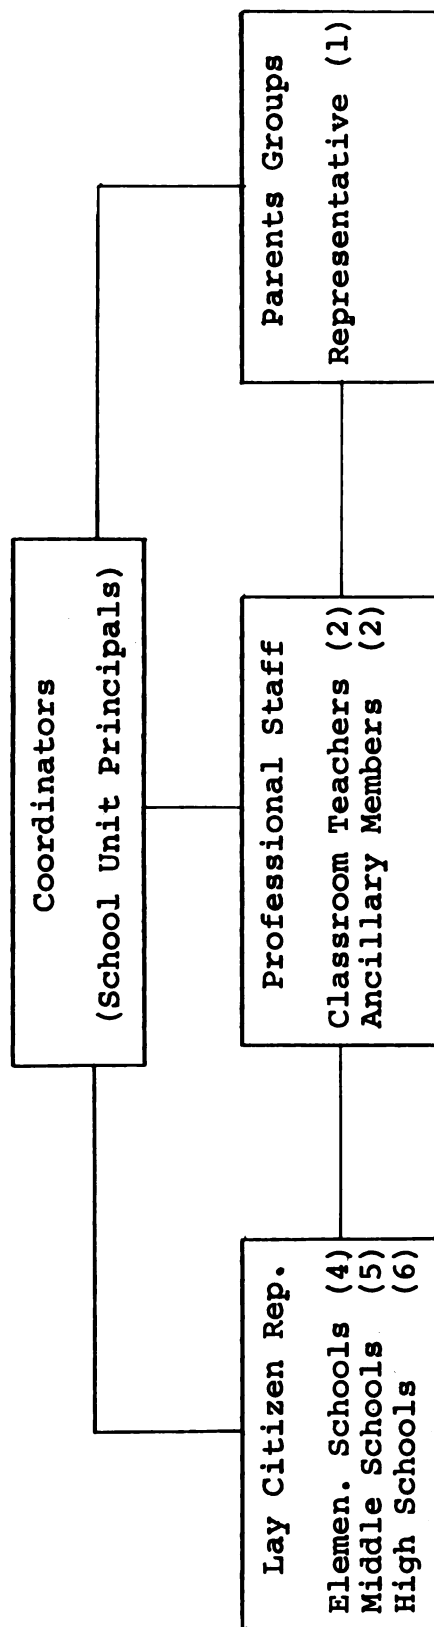 Coordinators
(School Unit Principals)
Lay Citizen Rep.
Elemen. Schools (4)
Middle Schools (5)
High Schools (6)
Professional Staff
Classroom Teachers (2)
Ancillary Members (2)
Parents Groups
Representative (1)